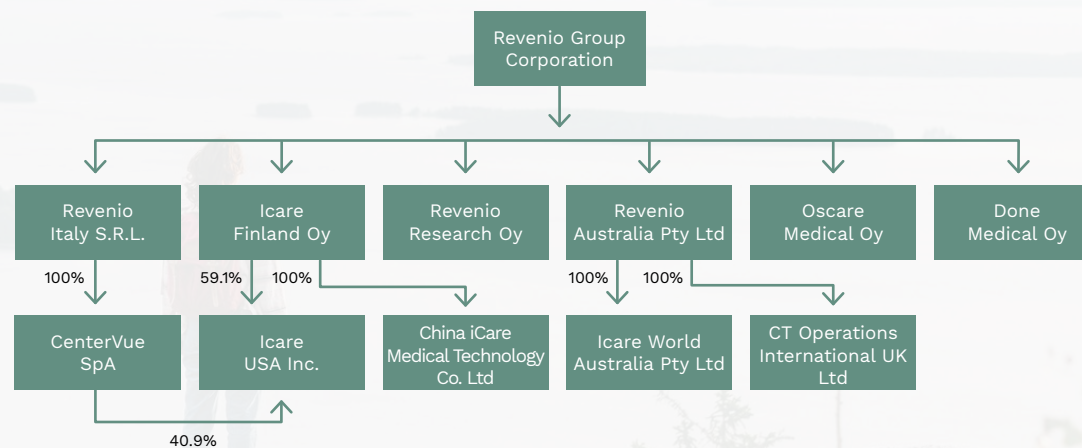 Revenio Group
Corporation
Revenio
Italy S.R.L.
Icare
Finland Oy
Revenio
Research Oy
Revenio
Australia Pty Ltd
Oscare
Medical Oy
Done
Medical Oy
100%
59.1%
100%
100%
100%
CenterVue
SpA
Icare
USA Inc.
China iCare
Medical Technology
Co. Ltd
Icare World
Australia Pty Ltd
CT Operations
International UK
Ltd
40.9%